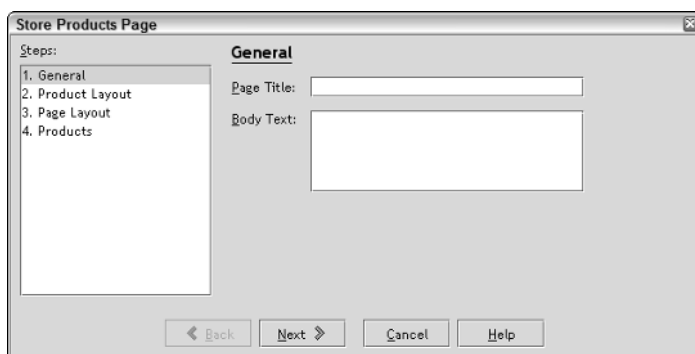 Store Products Page
Steps:
1. General
2. Product Layout
3. Page Layout
4. Products
General
Page Title:
Body Text:
Back
Next
Cancel
Help